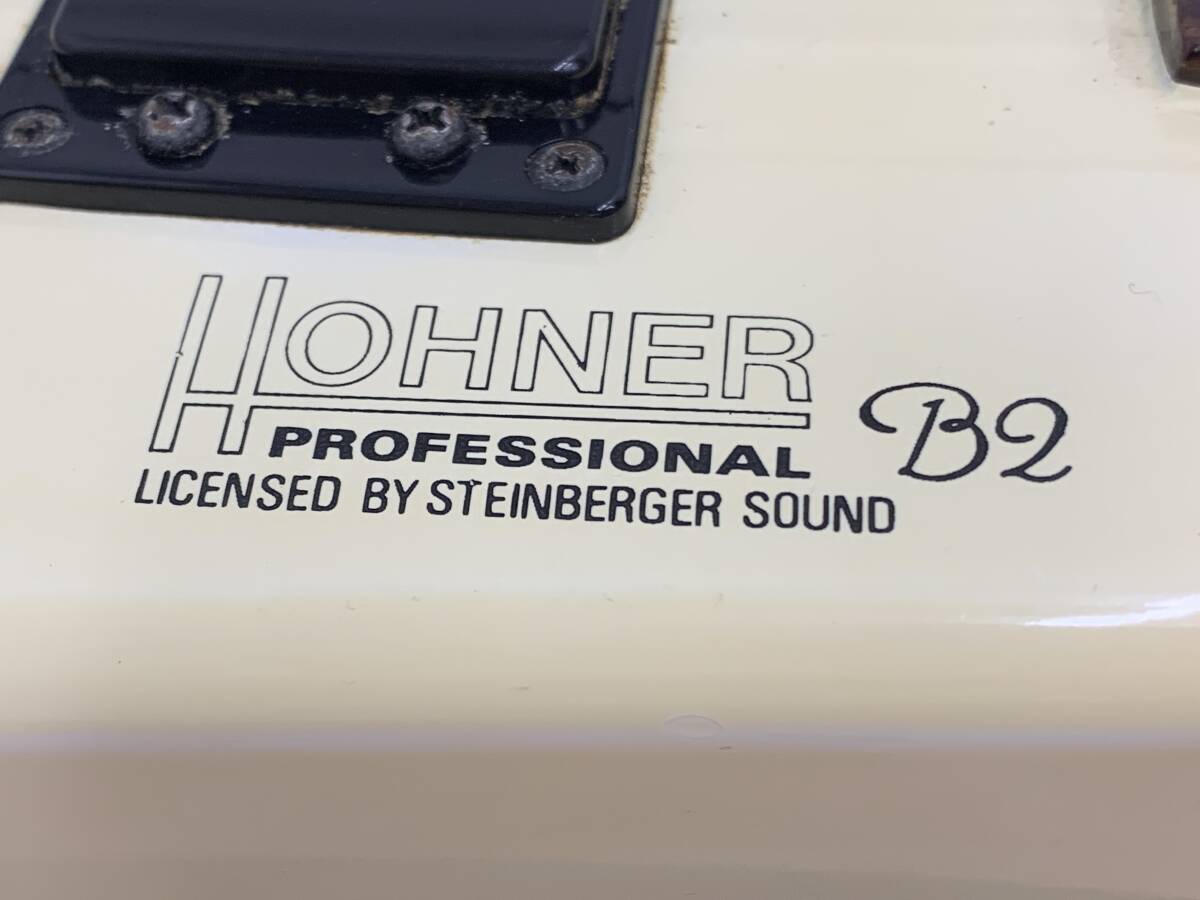 HOHNER
PROFESSIONAL B2
LICENSED BY STEINBERGER SOUND